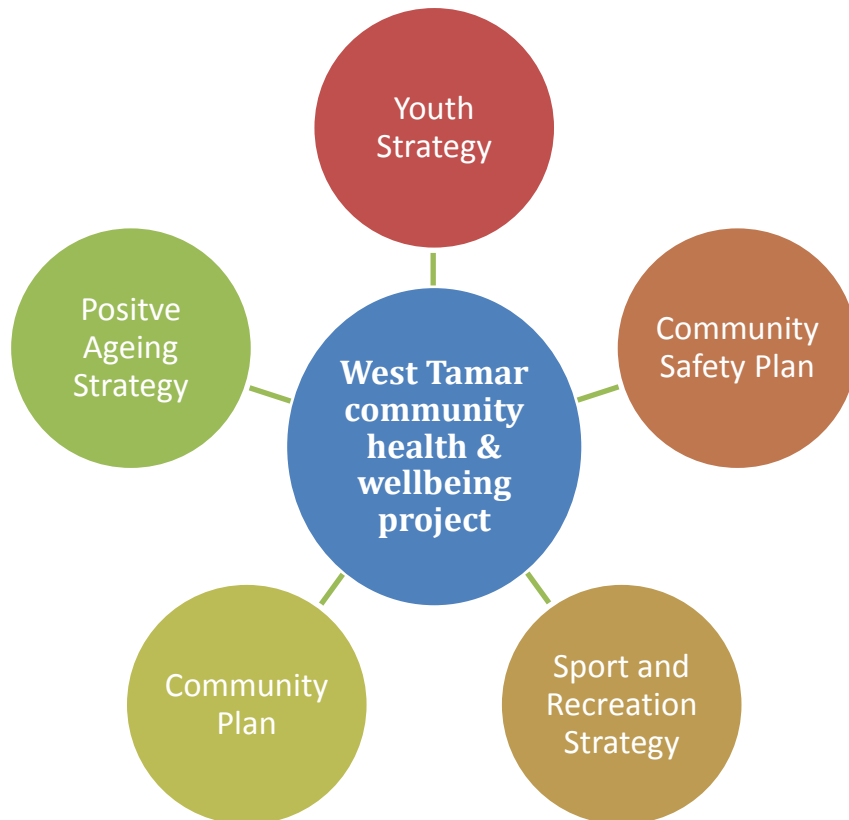 Youth
Strategy
Positve
Ageing
Strategy
Community
Safety Plan
West Tamar
community
health &
wellbeing
project
Community
Plan
Sport and
Recreation
Strategy